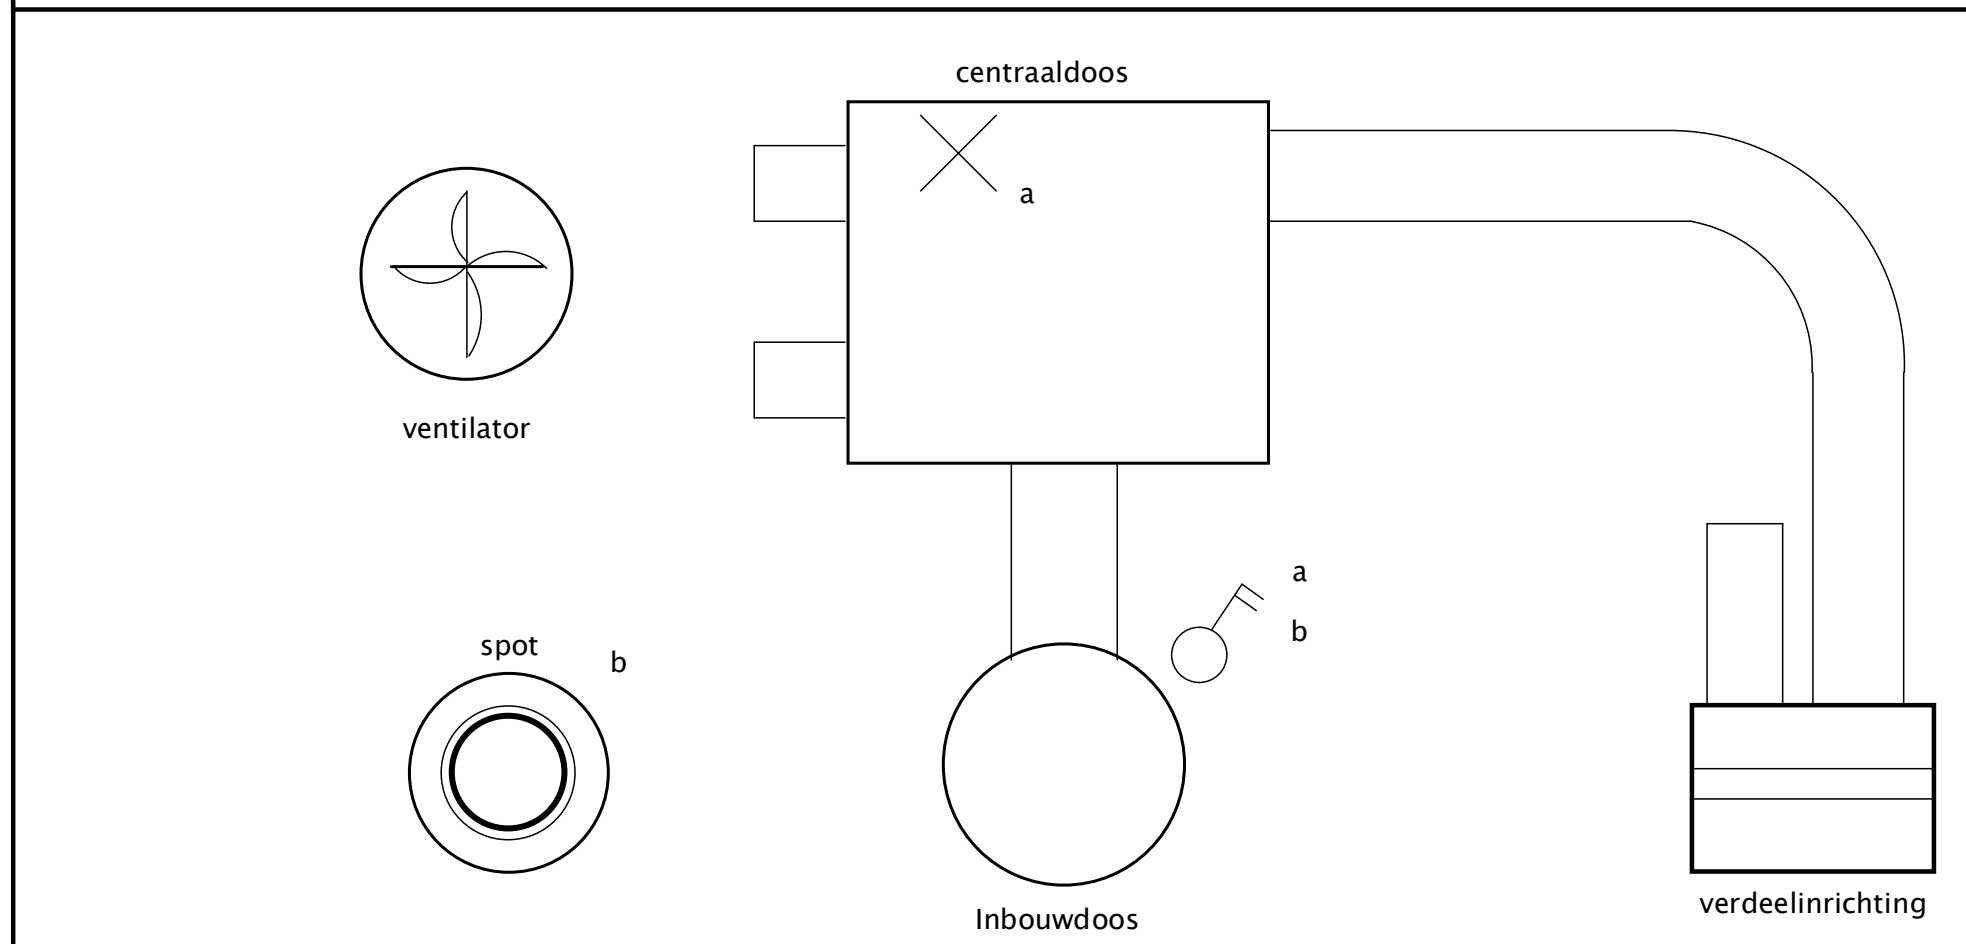 centraaldoos
a
ventilator
a
b
spot
b
Inbouwdoos
verdeelinrichting